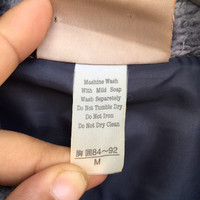 Machine Wash
With Mild Soap
Wash Separately
Do Not Tumble Dry
Do Not Iron
Do Not Dry Clean
胸囲84～92
M